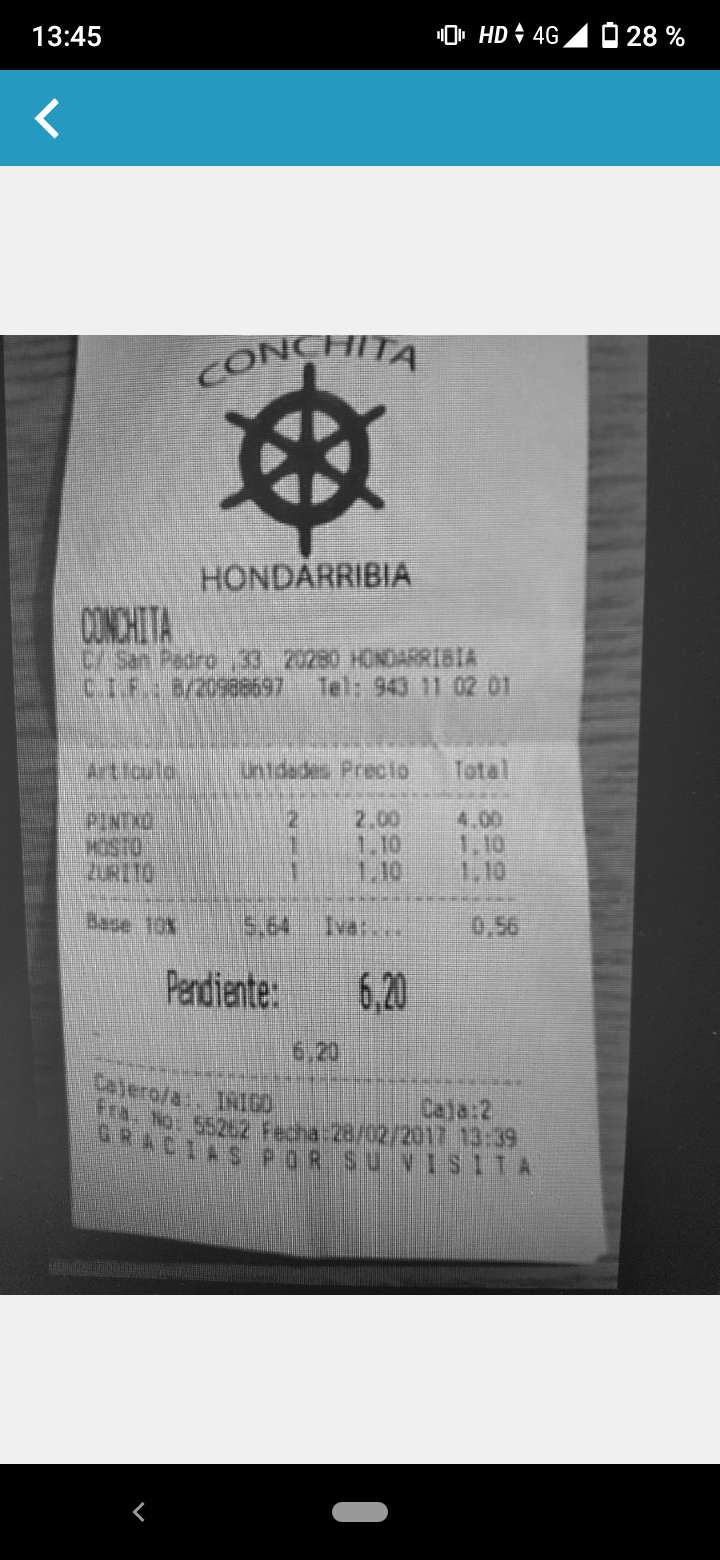 13:45 HD 4G 28 %
CONCHITA
HONDARRIBIA
CONCHITA
C/ San Pedro ,33 20280 HONDARRIBIA
C.I.F.: B/20988697 Tel: 943 11 02 01
Articulo Unidades Precio Total
PINTXO 2 2,00 4,00
MOSTO 1 1,10 1,10
ZURITO 1 1,10 1,10
Base 10% 5,64 Iva:... 0,56
Pendiente: 6,20
6,20
Cajero/a:. IÑIGO Caja:2
Fra. No: 55262 Fecha:28/02/2017 13:39
GRACIAS POR SU VISITA